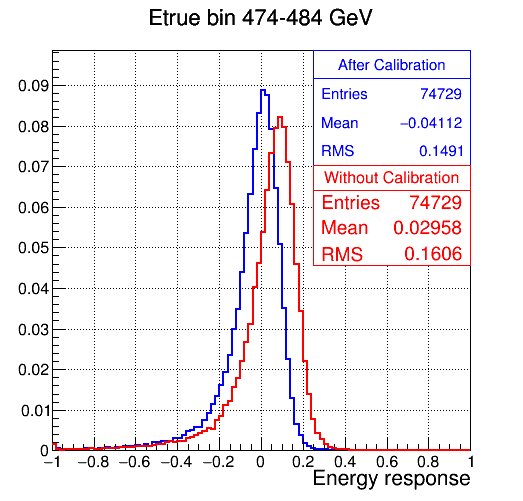 Etrue bin 474-484 GeV
After Calibration
Entries 74729
Mean −0.04112
RMS 0.1491
Without Calibration
Entries 74729
Mean 0.02958
RMS 0.1606
0.09
0.08
0.07
0.06
0.05
0.04
0.03
0.02
0.01
0
−1 −0.8 −0.6 −0.4 −0.2 0 0.2 0.4 0.6 0.8 1
Energy response